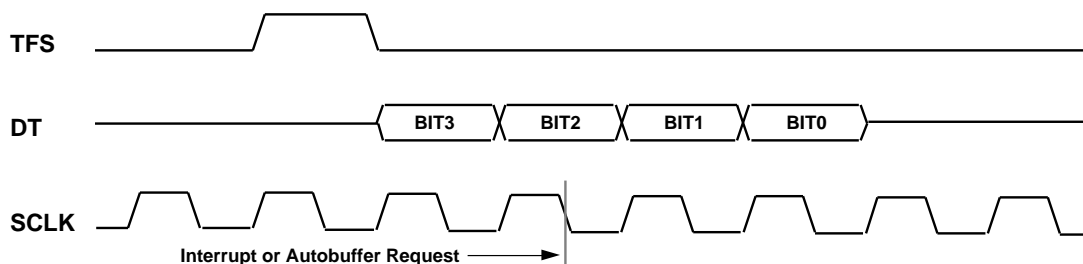 TFS
DT
BIT3 BIT2 BIT1 BIT0
SCLK
Interrupt or Autobuffer Request